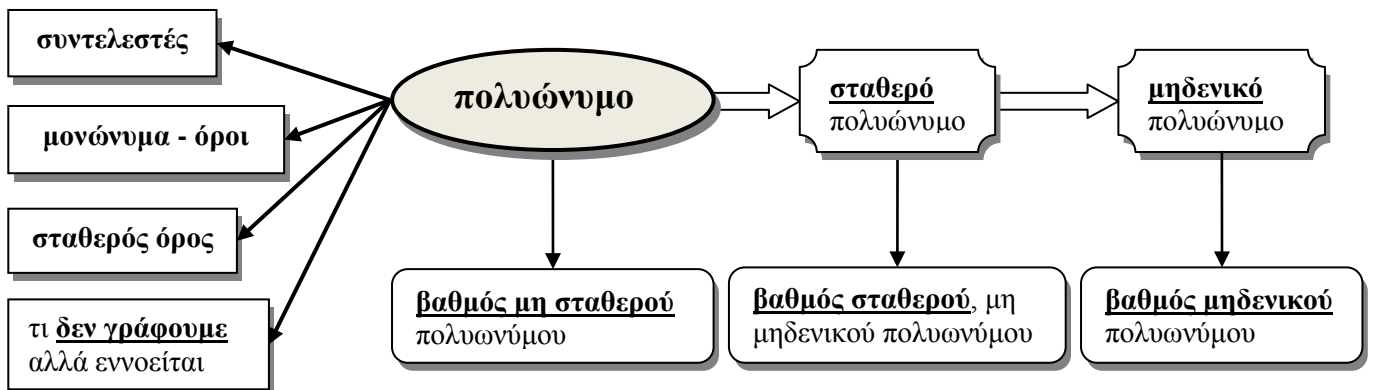 συντελεστές
μονώνυμα - όροι
σταθερός όρος
τι δεν γράφουμε
αλλά εννοείται
πολυώνυμο
σταθερό
πολυώνυμο
μηδενικό
πολυώνυμο
βαθμός μη σταθερού
πολυωνύμου
βαθμός σταθερού, μη
μηδενικού πολυωνύμου
βαθμός μηδενικού
πολυωνύμου